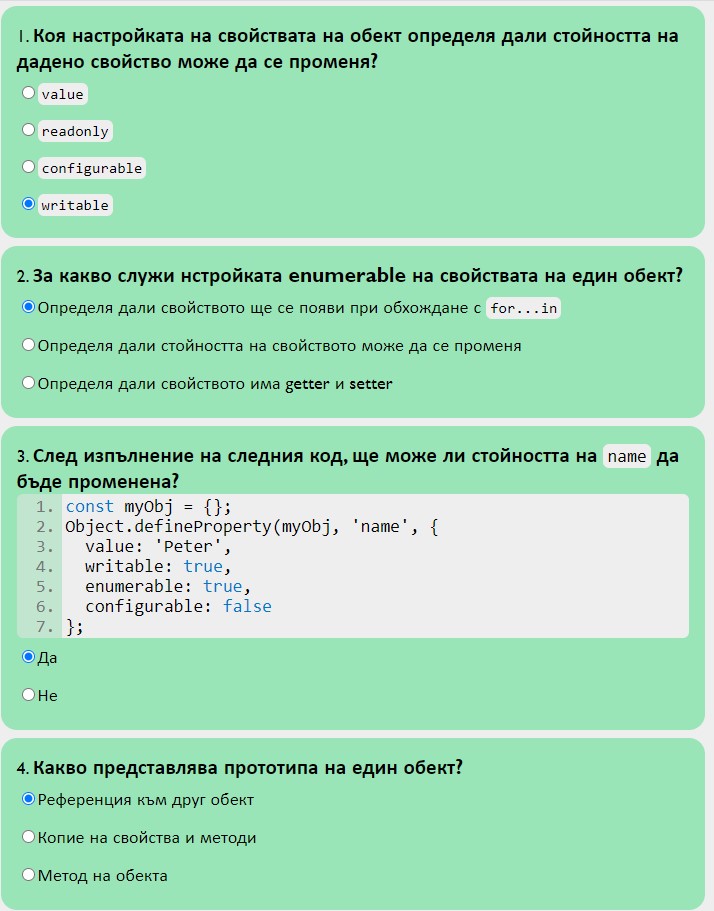 1. Коя настройката на свойствата на обект определя дали стойността на
дадено свойство може да се променя?
value
readonly
configurable
writable
2. За какво служи нстройката enumerable на свойствата на един обект?
Определя дали свойството ще се появи при обхождане с for...in
Определя дали стойността на свойството може да се променя
Определя дали свойството има getter и setter
3. След изпълнение на следния код, ще може ли стойността на name да
бъде променена?
1. const myObj = {};
2. Object.defineProperty(myObj, 'name', {
3.   value: 'Peter',
4.   writable: true,
5.   enumerable: true,
6.   configurable: false
7. };
Да
Не
4. Какво представлява прототипа на един обект?
Референция към друг обект
Копие на свойства и методи
Метод на обекта